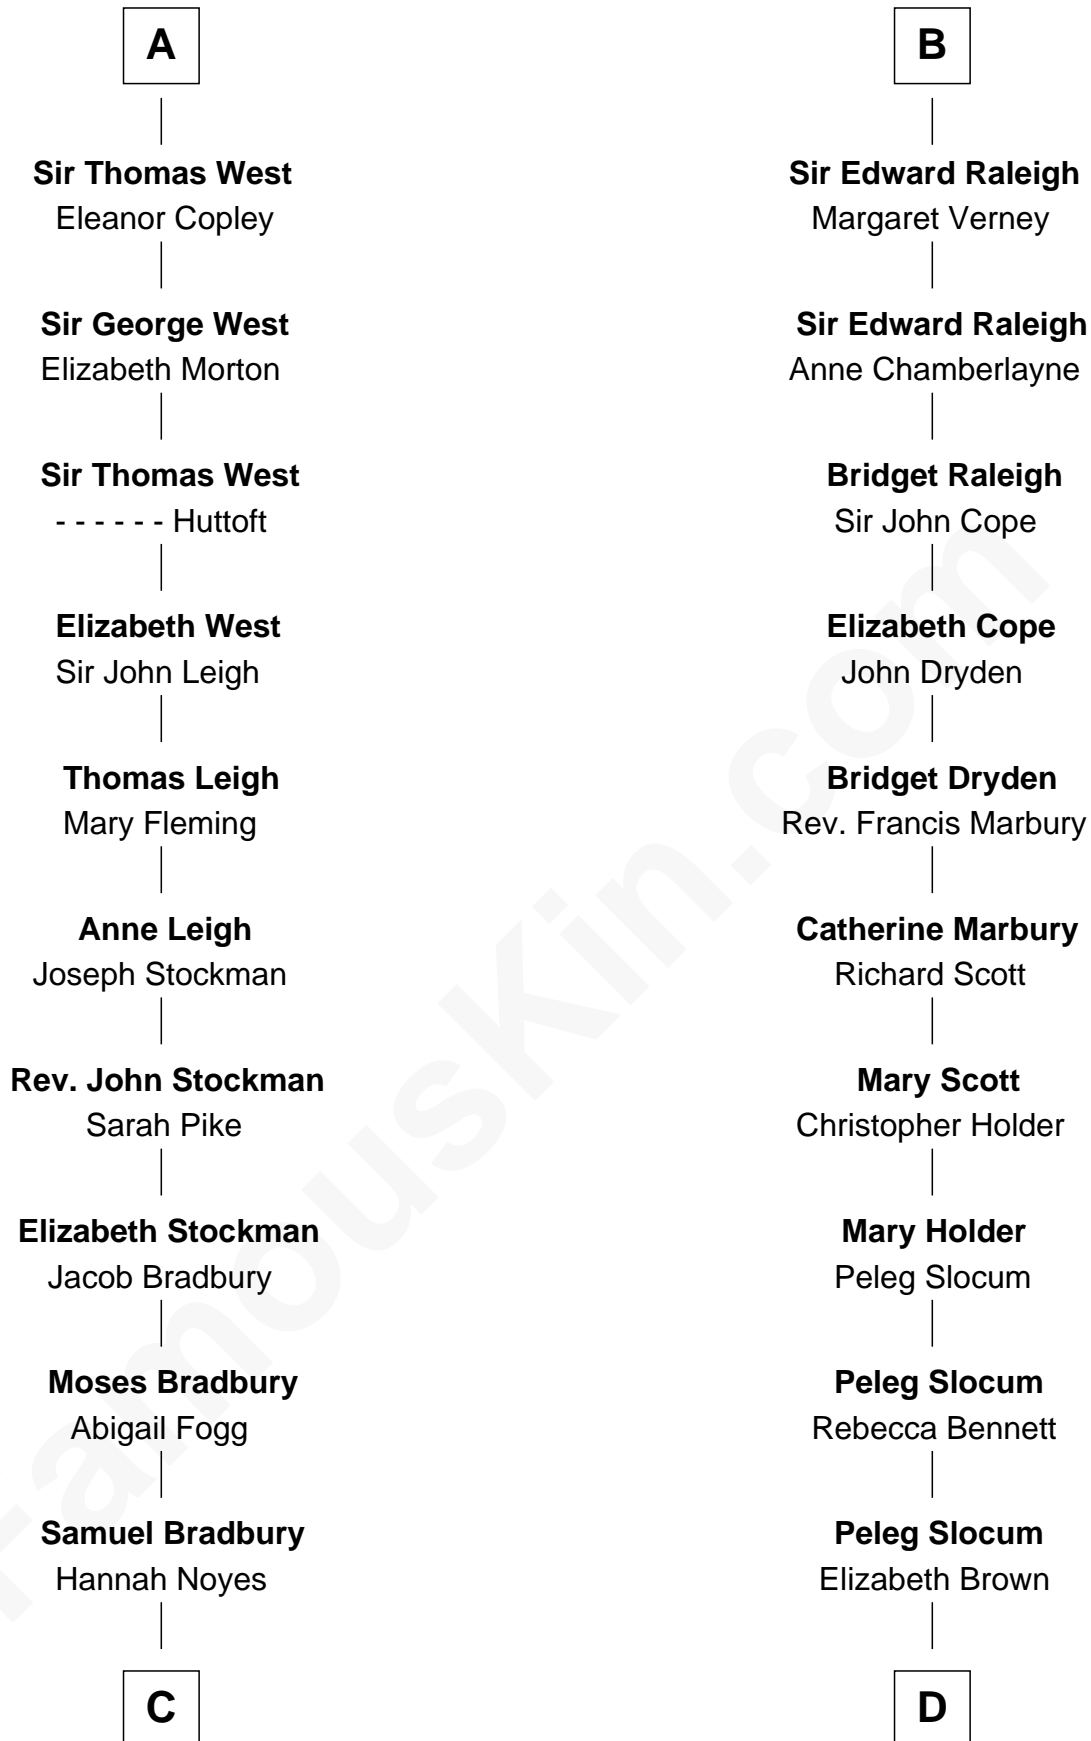 A
Sir Thomas West
Eleanor Copley
Sir George West
Elizabeth Morton
Sir Thomas West
- - - - - - Huttoft
Elizabeth West
Sir John Leigh
Thomas Leigh
Mary Fleming
Anne Leigh
Joseph Stockman
Rev. John Stockman
Sarah Pike
Elizabeth Stockman
Jacob Bradbury
Moses Bradbury
Abigail Fogg
Samuel Bradbury
Hannah Noyes
C
B
Sir Edward Raleigh
Margaret Verney
Sir Edward Raleigh
Anne Chamberlayne
Bridget Raleigh
Sir John Cope
Elizabeth Cope
John Dryden
Bridget Dryden
Rev. Francis Marbury
Catherine Marbury
Richard Scott
Mary Scott
Christopher Holder
Mary Holder
Peleg Slocum
Peleg Slocum
Rebecca Bennett
Peleg Slocum
Elizabeth Brown
D
FamousKin.com